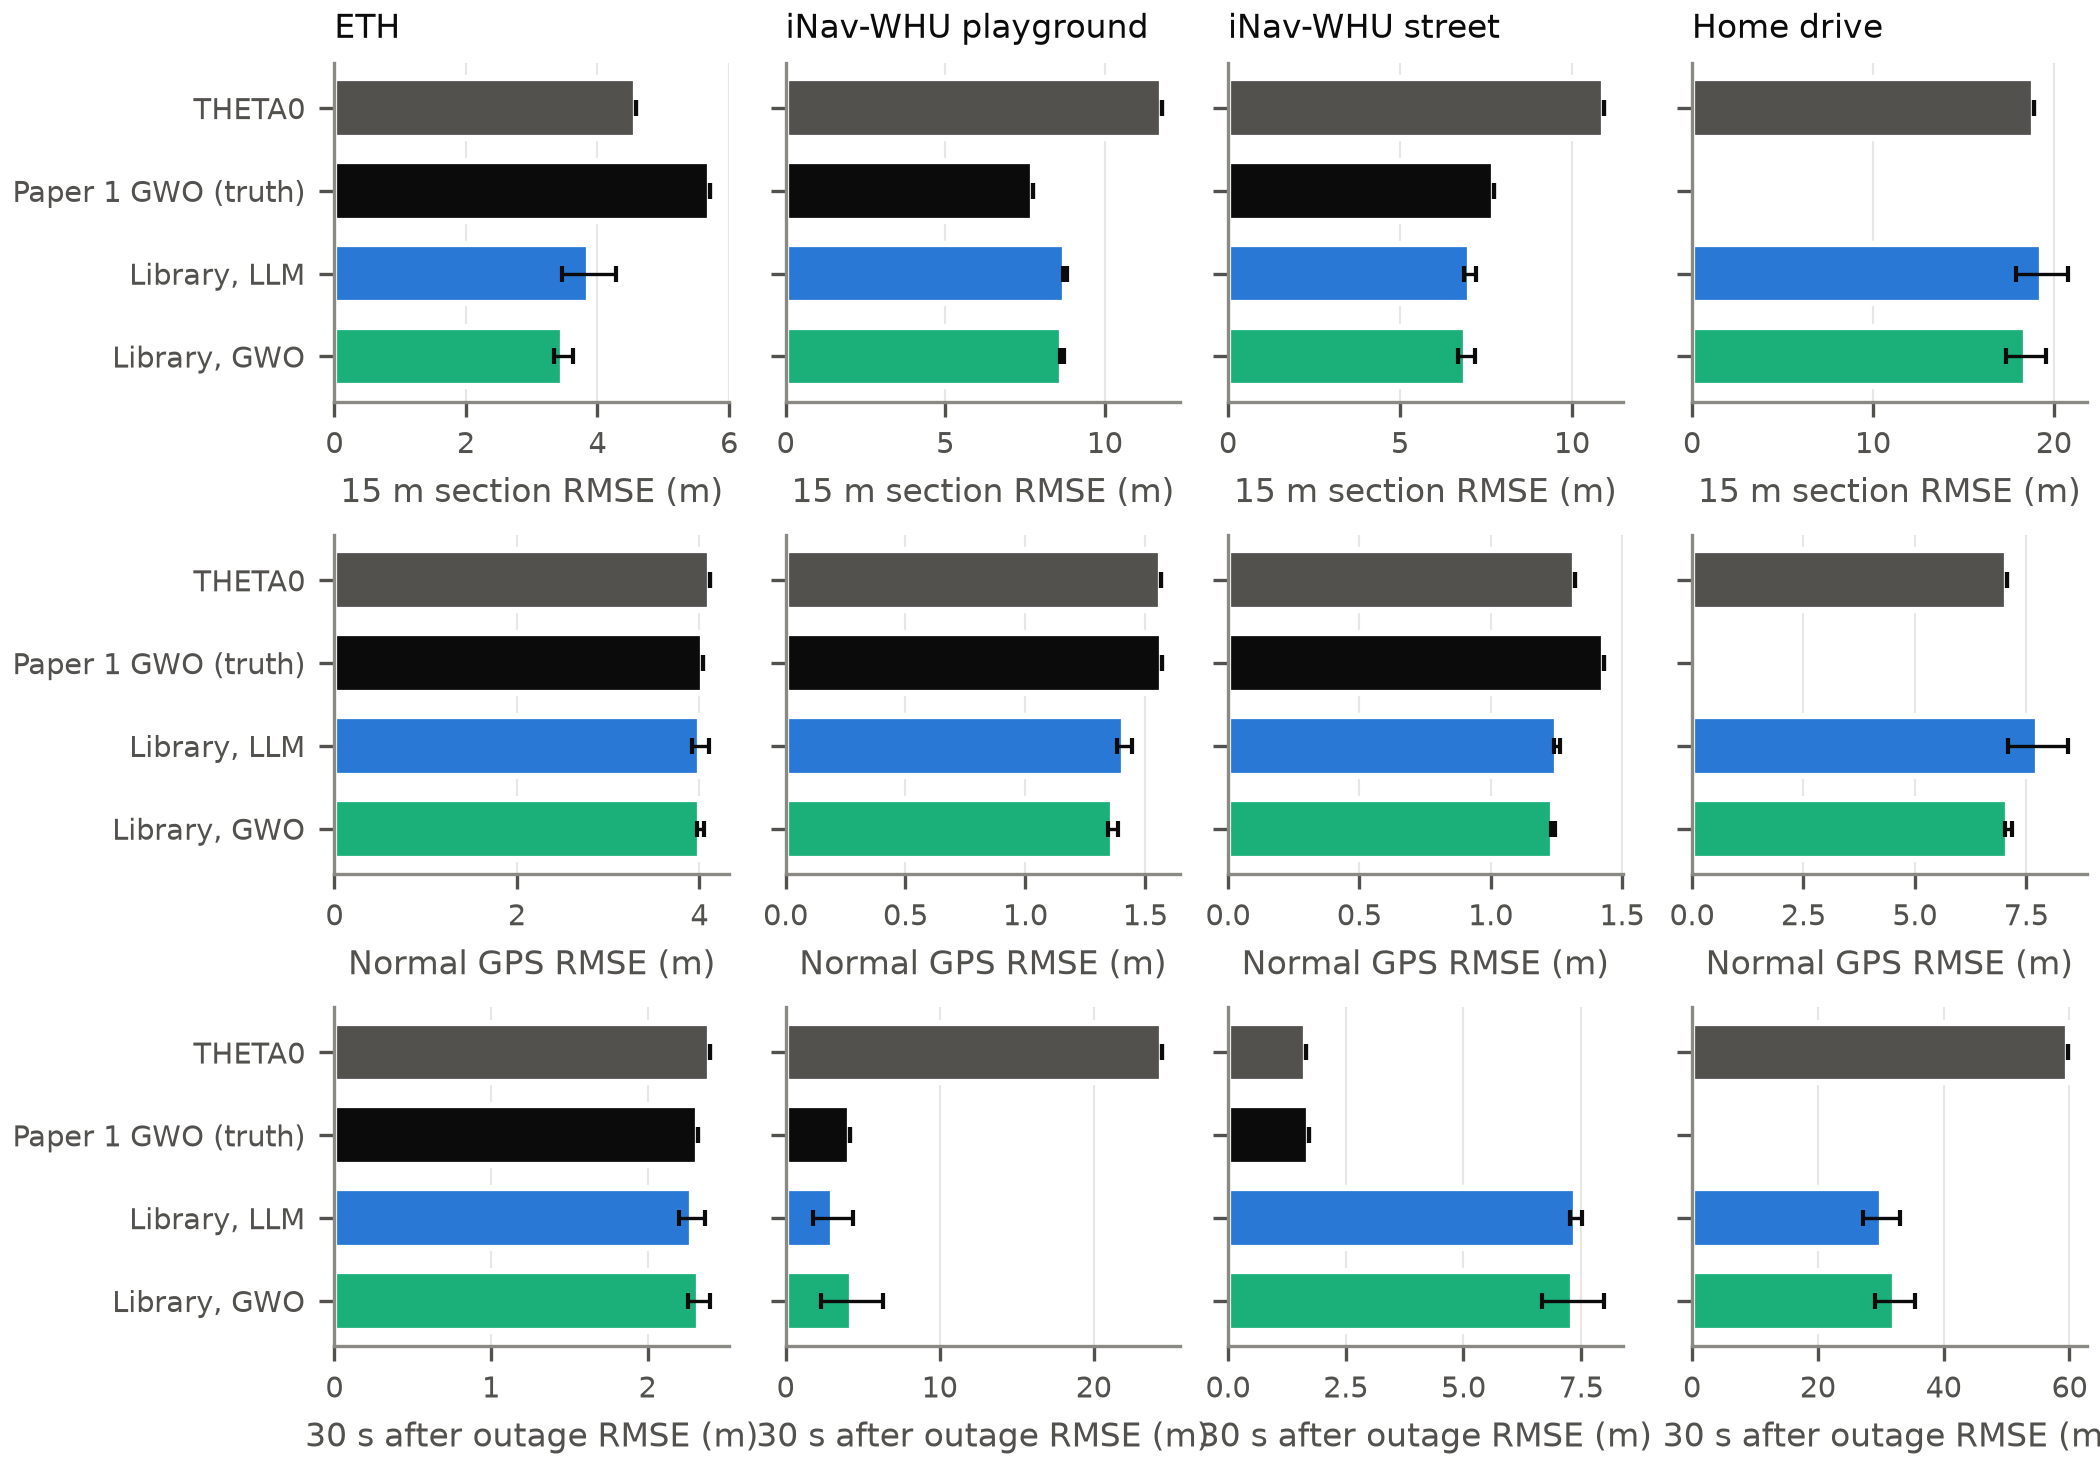 ETH iNav-WHU playground iNav-WHU street Home drive
THETA0
Paper 1 GWO (truth)
Library, LLM
Library, GWO
0 2 4 6 0 5 10 0 5 10 0 10 20
15 m section RMSE (m) 15 m section RMSE (m) 15 m section RMSE (m) 15 m section RMSE (m)
THETA0
Paper 1 GWO (truth)
Library, LLM
Library, GWO
0 2 4 0.0 0.5 1.0 1.5 0.0 0.5 1.0 1.5 0.0 2.5 5.0 7.5
Normal GPS RMSE (m) Normal GPS RMSE (m) Normal GPS RMSE (m) Normal GPS RMSE (m)
THETA0
Paper 1 GWO (truth)
Library, LLM
Library, GWO
0 1 2 0 10 20 0.0 2.5 5.0 7.5 0 20 40 60
30 s after outage RMSE (m) 30 s after outage RMSE (m) 30 s after outage RMSE (m) 30 s after outage RMSE (m